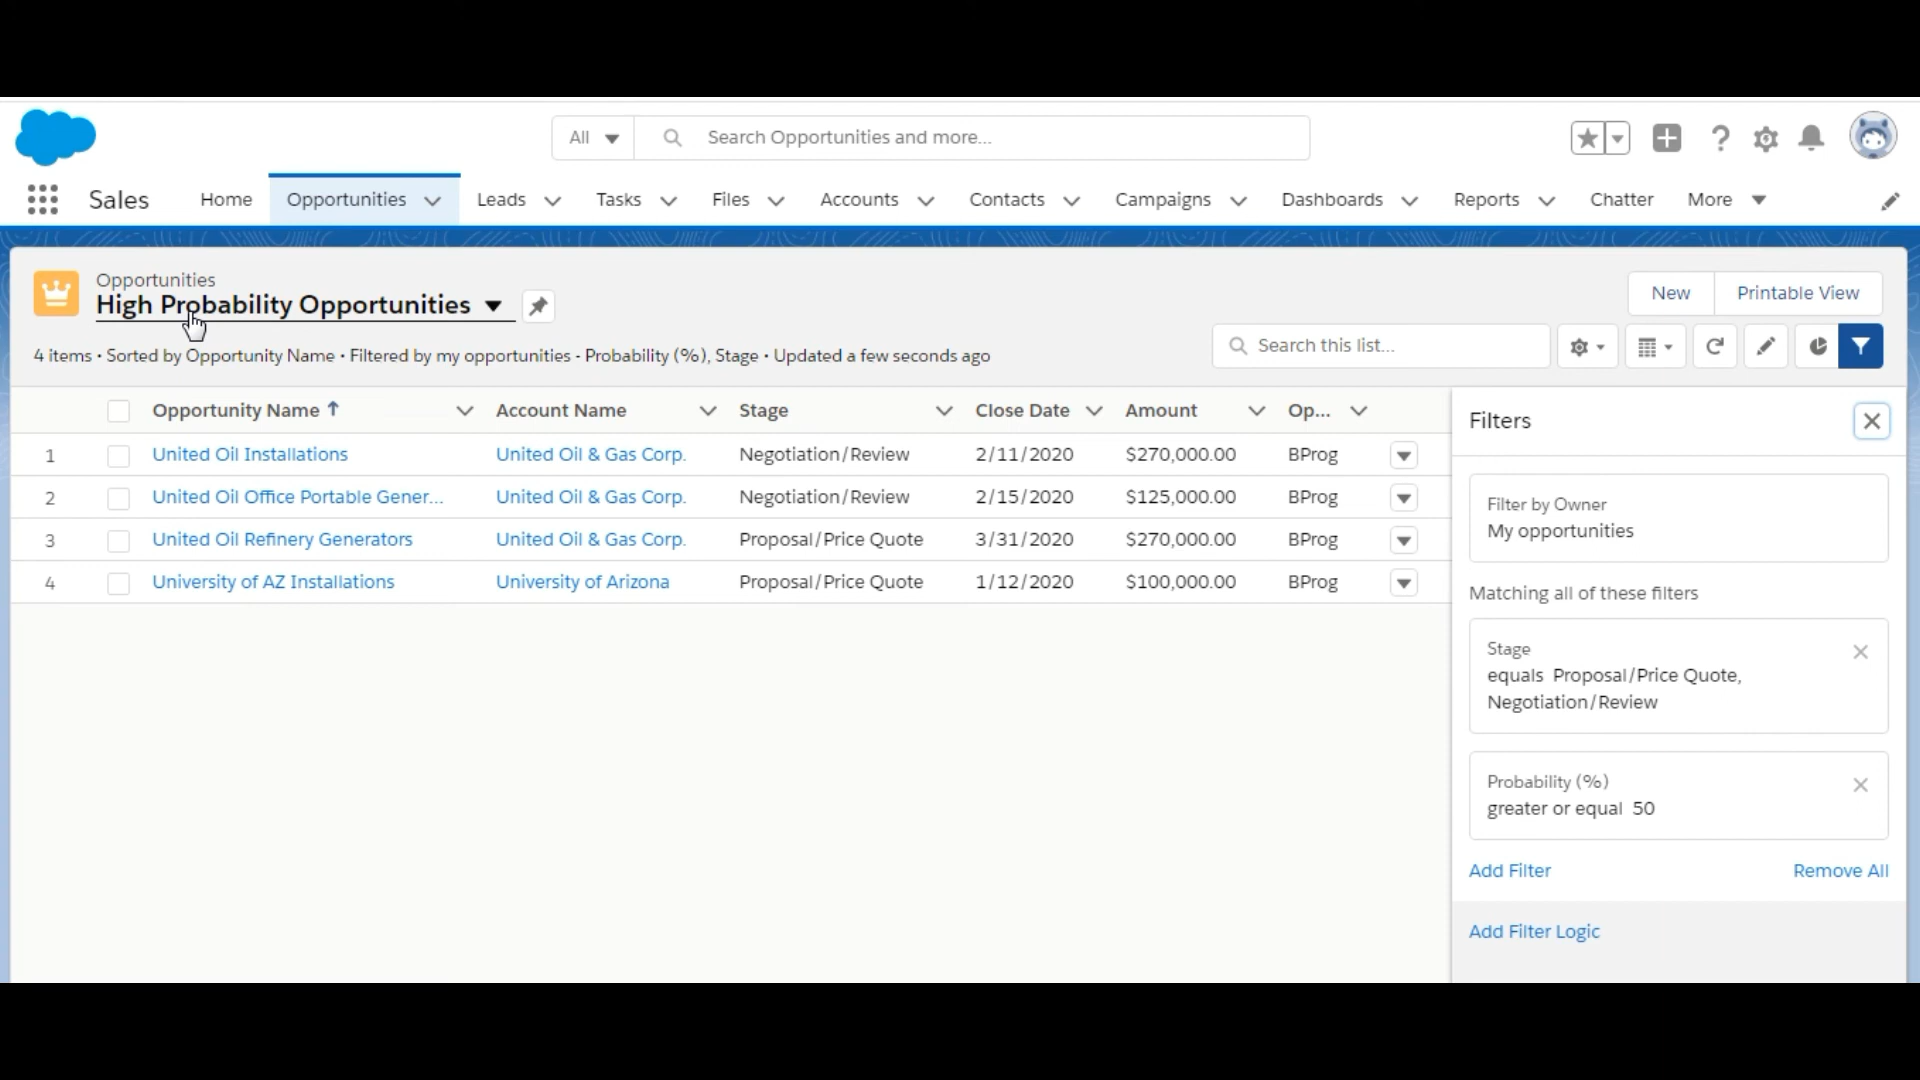 All
Search Opportunities and more...
Sales Home Opportunities Leads Tasks Files Accounts Contacts Campaigns Dashboards Reports Chatter More
Opportunities
High Probability Opportunities
New Printable View
4 items • Sorted by Opportunity Name • Filtered by my opportunities - Probability (%), Stage • Updated a few seconds ago
Search this list...
Opportunity Name Account Name Stage Close Date Amount Op...
1 United Oil Installations United Oil & Gas Corp. Negotiation/Review 2/11/2020 $270,000.00 BProg
2 United Oil Office Portable Gener... United Oil & Gas Corp. Negotiation/Review 2/15/2020 $125,000.00 BProg
3 United Oil Refinery Generators United Oil & Gas Corp. Proposal/Price Quote 3/31/2020 $270,000.00 BProg
4 University of AZ Installations University of Arizona Proposal/Price Quote 1/12/2020 $100,000.00 BProg
Filters
Filter by Owner
My opportunities
Matching all of these filters
Stage
equals Proposal/Price Quote,
Negotiation/Review
Probability (%)
greater or equal 50
Add Filter Remove All
Add Filter Logic